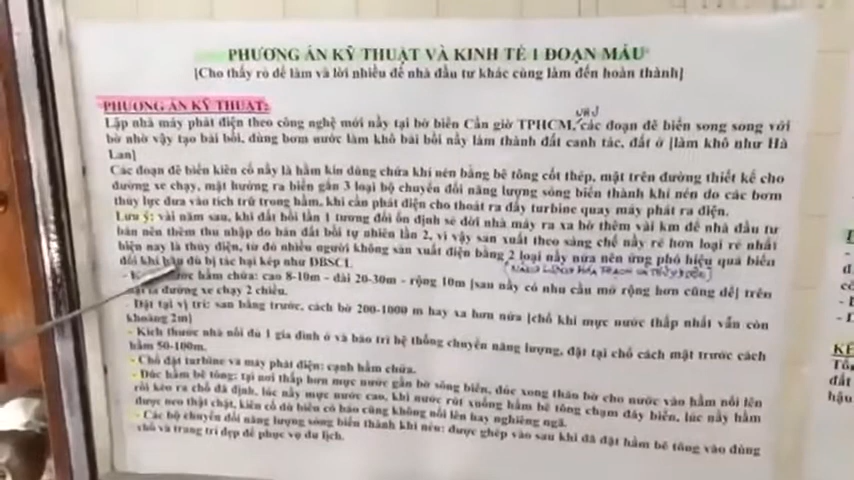 PHƯƠNG ÁN KỸ THUẬT VÀ KINH TẾ 1 ĐOẠN MẪU
[Cho thấy rỏ dể làm và lời nhiều để nhà đầu tư khác cùng làm đến hoàn thành]
PHƯƠNG ÁN KỸ THUẬT:
Lập nhà máy phát điện theo công nghệ mới nầy tại bờ biển Cần giờ TPHCM, các đoạn đê biển song song với
bờ nhờ vậy tạo bãi bồi, dùng bơm nước làm khô bãi bồi nầy làm thành đất canh tác, đất ở [làm khô như Hà
Lan]
Các đoạn đê biển kiên cố nầy là hầm kín dùng chứa khí nén bằng bê tông cốt thép, mặt trên đường thiết kế cho
đường xe chạy, mặt hướng ra biển gắn 3 loại bộ chuyển đổi năng lượng sóng biển thành khí nén do các bơm
thủy lực đưa vào tích trử trong hầm, khi cần phát điện cho thoát ra đẩy turbine quay máy phát ra điện.
Lưu ý: vài năm sau, khi đất bồi lần 1 tương đối ổn định sẽ dời nhà máy ra xa bờ thêm vài km để nhà đầu tư
bán nền thêm thu nhập do bán đất bồi tự nhiên lần 2, vì vậy sản xuất theo sáng chế nầy rẻ hơn loại rẻ nhất
hiện nay là thủy điện, từ đó nhiều người không sản xuất điện bằng 2 loại nầy nữa nên ứng phó hiệu quả biến
đổi khí hậu dù bị tác hại kép như ĐBSCL
thước hầm chứa: cao 8-10m - dài 20-30m - rộng 10m [sau nầy có nhu cầu mở rộng hơn cũng dể] trên
là đường xe chạy 2 chiều.
- Đặt tại vị trí: san bằng trước, cách bờ 200-1000 m hay xa hơn nữa [chổ khi mực nước thấp nhất vẫn còn
khoảng 2m]
- Kích thước nhà nổi đủ 1 gia đình ở và bảo trì hệ thống chuyển năng lượng, đặt tại chổ cách mặt trước cách
hầm 50-100m.
- Chổ đặt turbine và máy phát điện: cạnh hầm chứa.
- Đúc hầm bê tông: tại nơi thấp hơn mực nước gần bờ sông biển, đúc xong tháo bờ cho nước vào hầm nổi lên
rồi kéo ra chổ đã định, lúc nầy mực nước cao, khi nước rút xuống hầm bê tông chạm đáy biển, lúc nầy hầm
được neo thật chặt, kiên cố dù biển có bảo cũng không nổi lên hay nghiêng ngã.
- Các bộ chuyển đổi năng lượng sóng biển thành khí nén: được ghép vào sau khi đã đặt hầm bê tông vào đúng
chổ và trang trí đẹp để phục vụ du lịch.